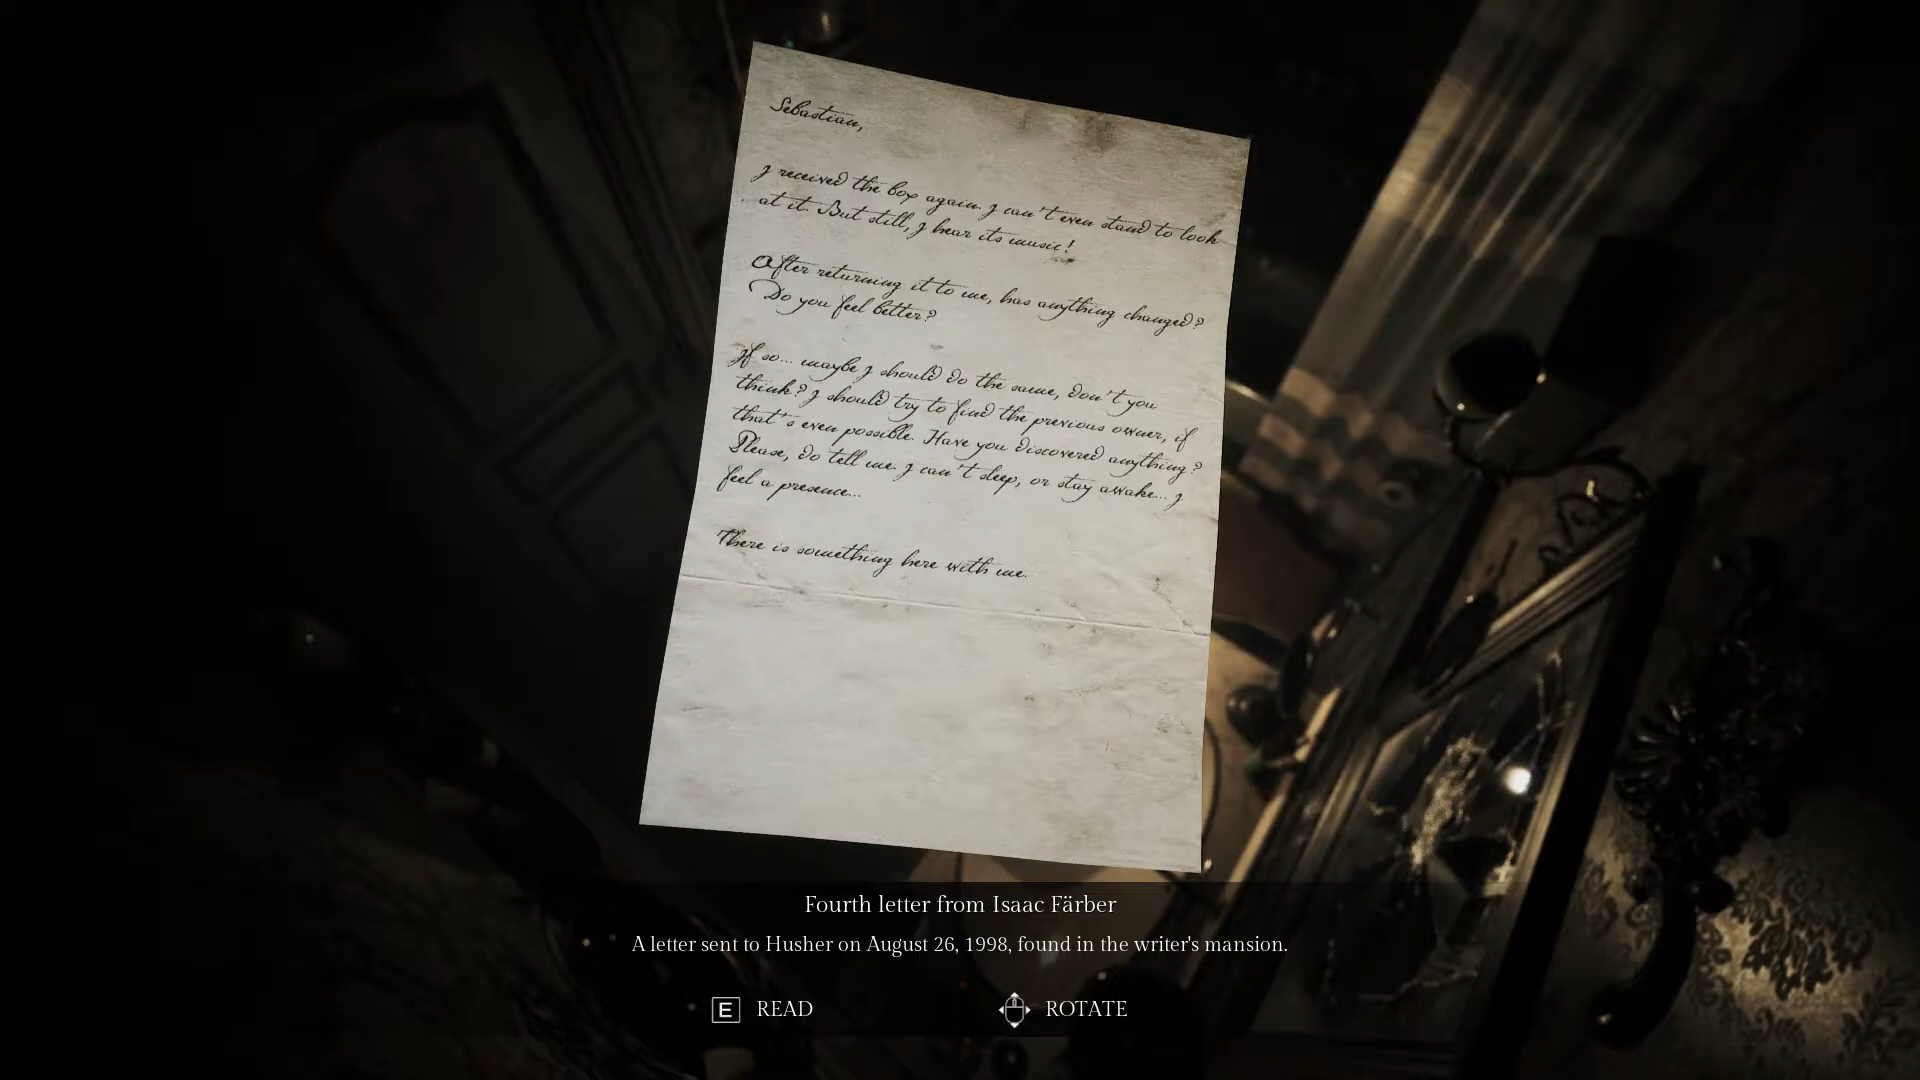 Sebastian,
I received the box again. I can't even stand to look
at it. But still, I hear its music!
After returning it to me, has anything changed?
Do you feel better?
If so... maybe I should do the same, don't you
think? I should try to find the previous owner, if
that's even possible. Have you discovered anything?
Please, do tell me. I can't sleep, or stay awake... I
feel a presence...
There is something here with me.
Fourth letter from Isaac Färber
A letter sent to Husher on August 26, 1998, found in the writer's mansion.
E READ
ROTATE